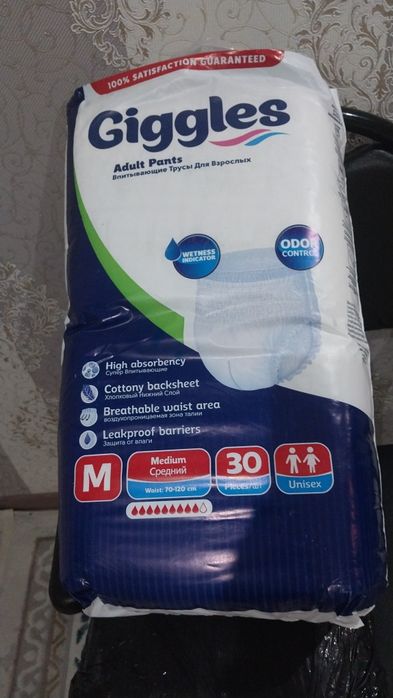 100% SATISFACTION GUARANTEED
Giggles
Adult Pants
Впитывающие Трусы Для Взрослых
WETNESS
INDICATOR
ODOR
CONTROL
High absorbency
Супер Впитывающие
Cottony backsheet
Хлопковый Нижний Слой
Breathable waist area
воздухопроницаемая зона талии
Leakproof barriers
Защита от влаги
M
Medium
Средний
Waist: 70-120 cm
30
Pieces/шт
Unisex